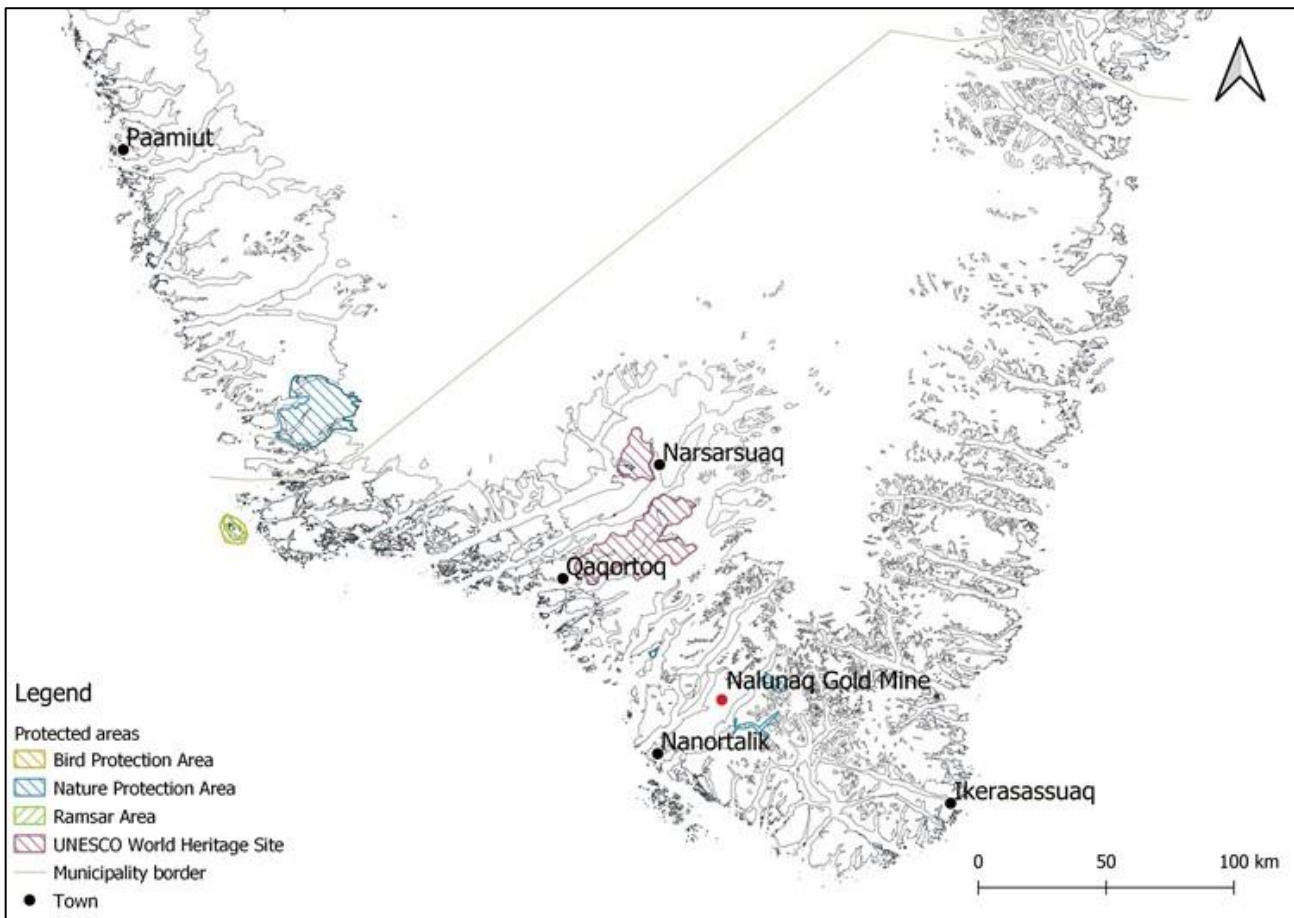 Paamiut
Narsarsuaq
Qaqortoq
Nalunaq Gold Mine
Nanortalik
Ikerasassuaq
Legend
Protected areas
Bird Protection Area
Nature Protection Area
Ramsar Area
UNESCO World Heritage Site
Municipality border
Town
0 50 100 km